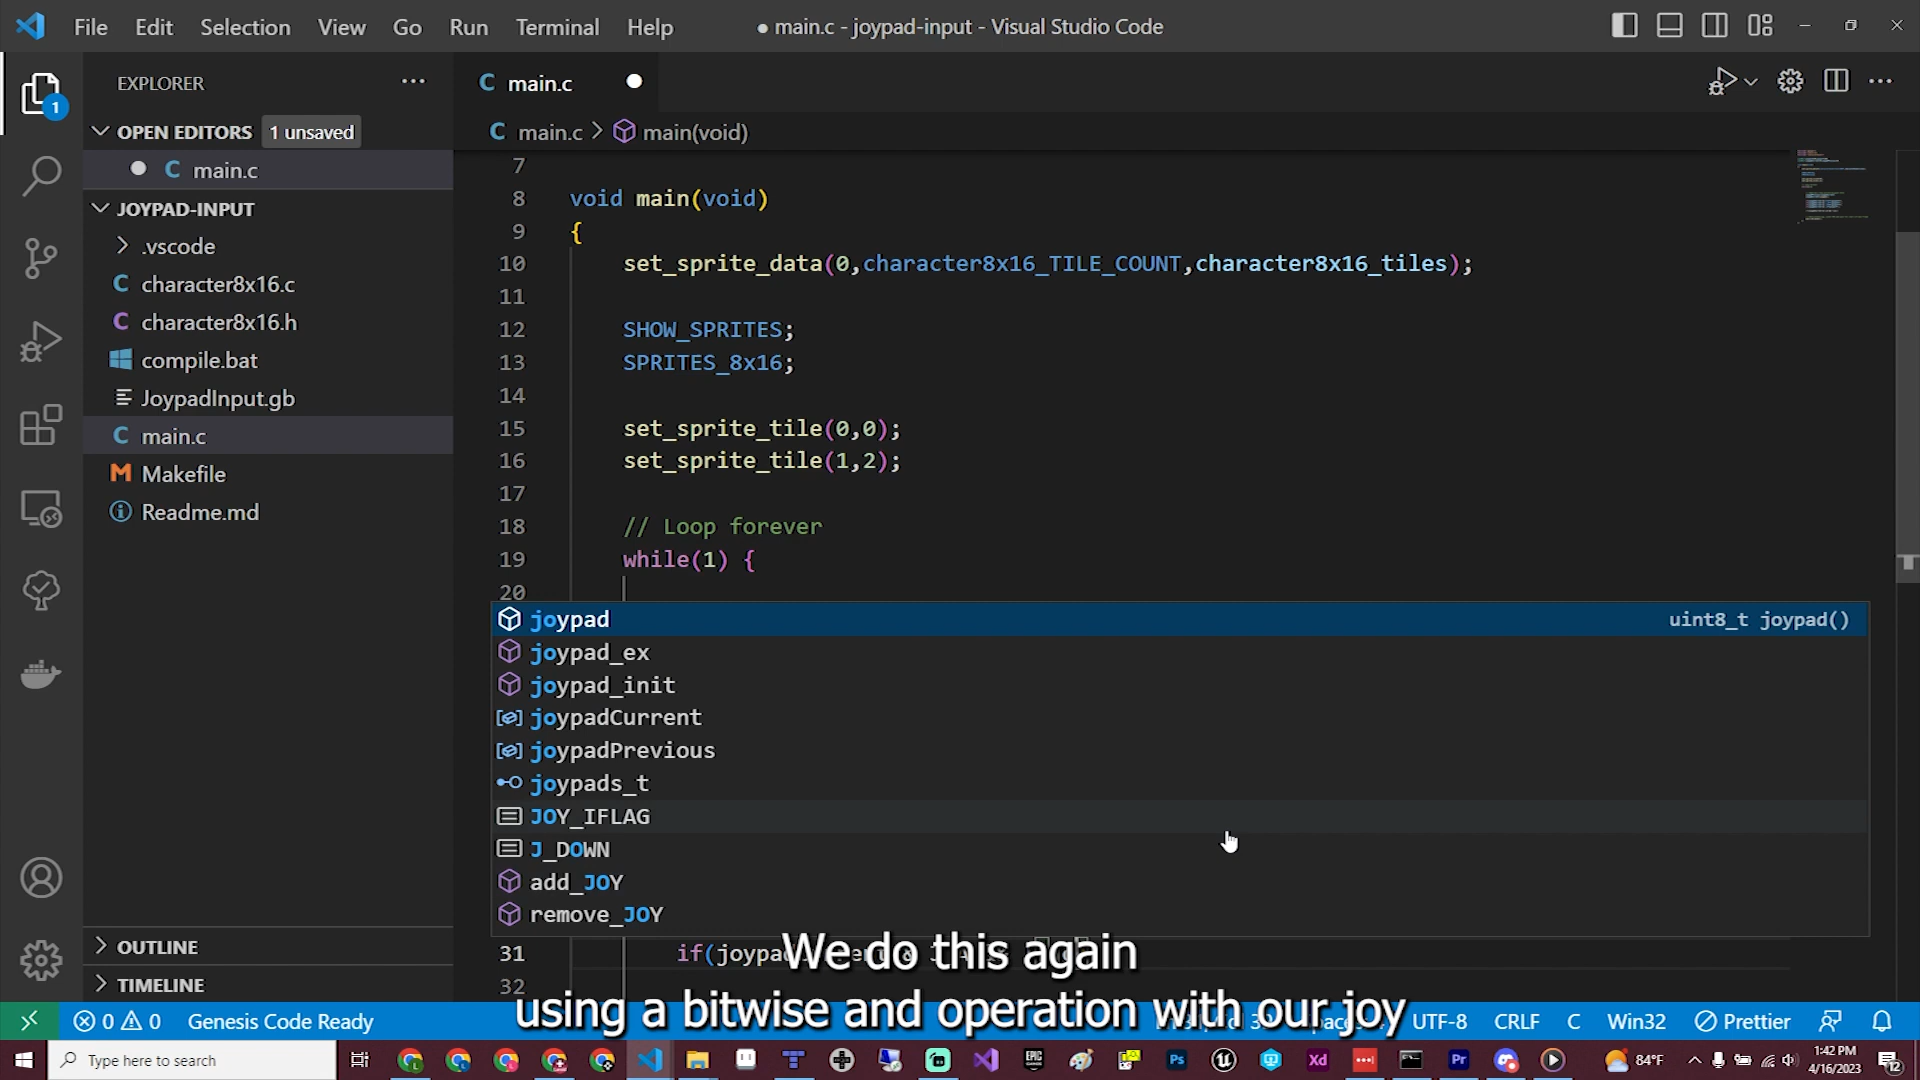 File Edit Selection View Go Run Terminal Help
● main.c - joypad-input - Visual Studio Code
EXPLORER
1
OPEN EDITORS 1 unsaved
main.c
JOYPAD-INPUT
.vscode
character8x16.c
character8x16.h
compile.bat
JoypadInput.gb
main.c
Makefile
Readme.md
OUTLINE
TIMELINE
main.c
main.c > main(void)
7
8 void main(void)
9 {
10 set_sprite_data(0,character8x16_TILE_COUNT,character8x16_tiles);
11
12 SHOW_SPRITES;
13 SPRITES_8x16;
14
15 set_sprite_tile(0,0);
16 set_sprite_tile(1,2);
17
18 // Loop forever
19 while(1) {
20
joypad uint8_t joypad()
joypad_ex
joypad_init
joypadCurrent
joypadPrevious
joypads_t
JOY_IFLAG
J_DOWN
add_JOY
remove_JOY
31 if(joypad
32
We do this again
using a bitwise and operation with our joy
0 0 Genesis Code Ready
UTF-8 CRLF C Win32 Prettier
Type here to search
84°F
1:42 PM
4/16/2023
12